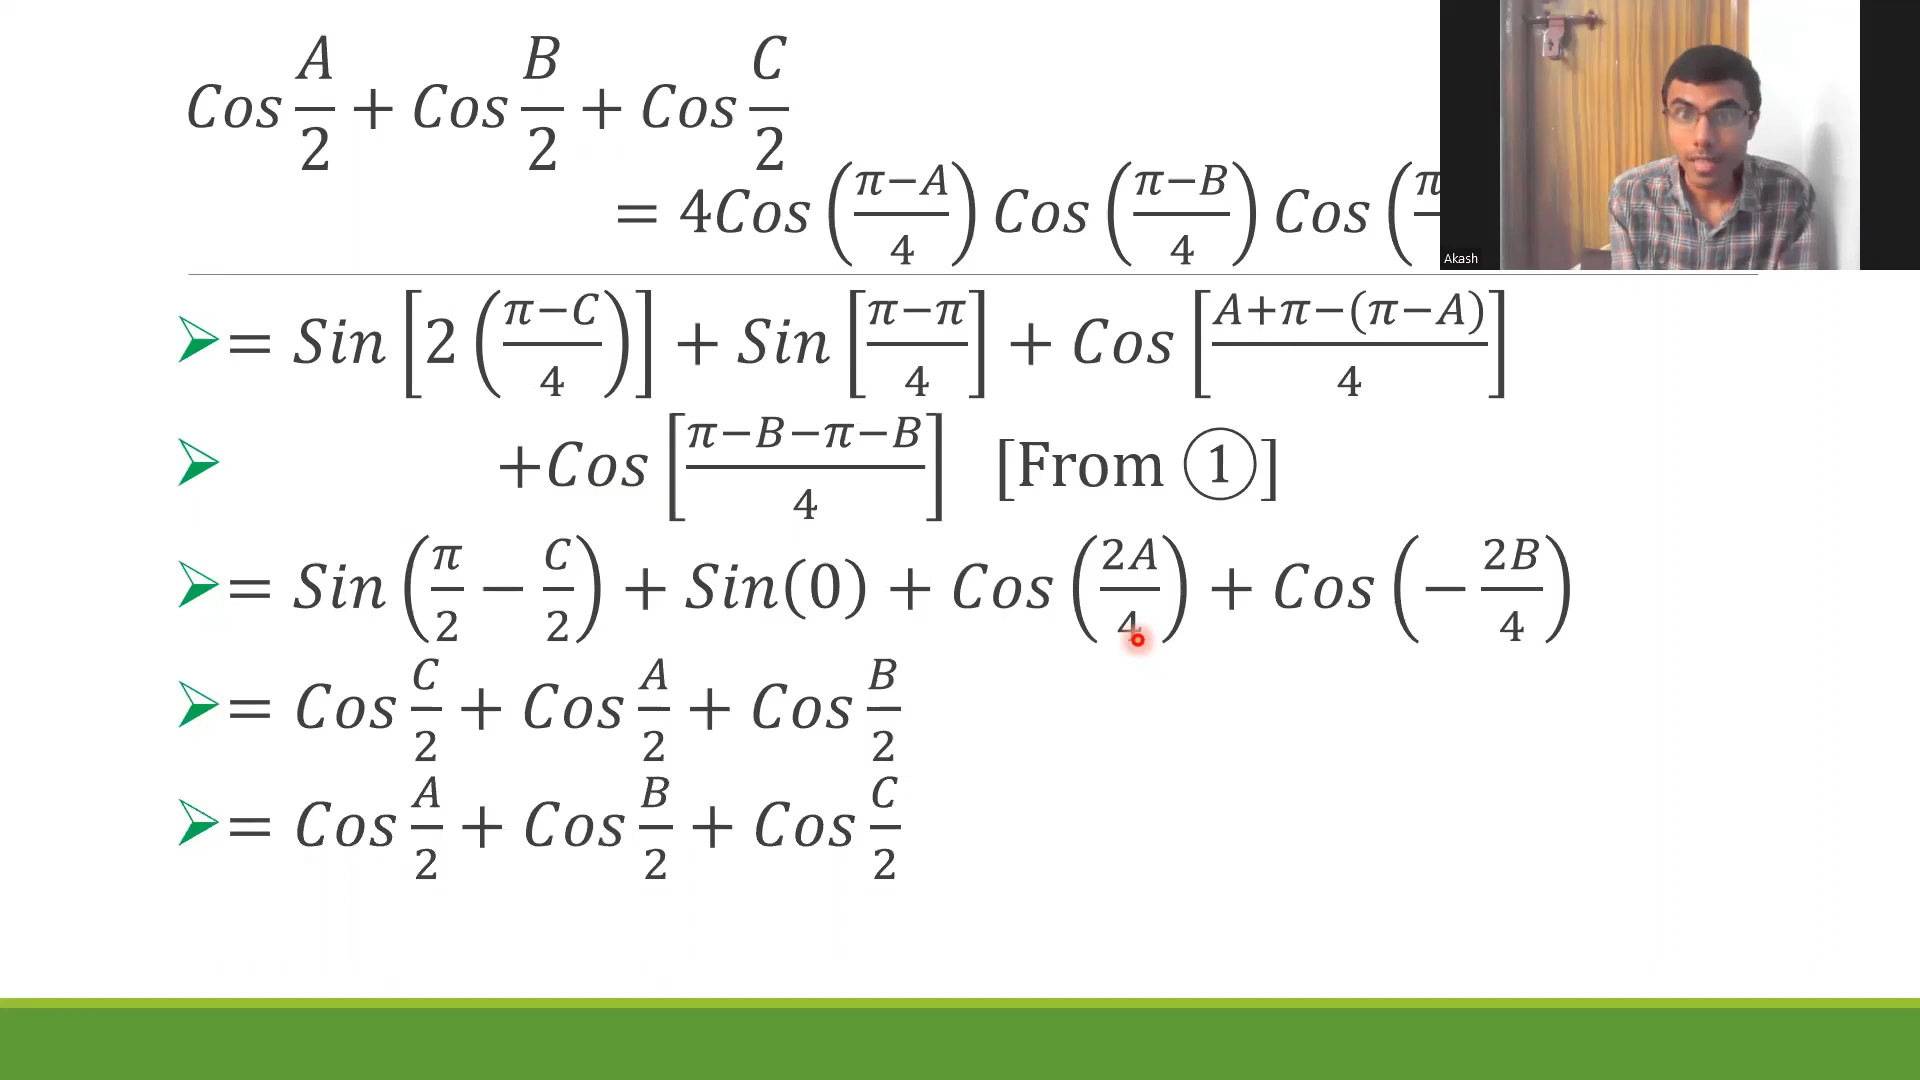 Cos A/2 + Cos B/2 + Cos C/2
= 4Cos ((π−A)/4) Cos ((π−B)/4) Cos (π
Akash
= Sin [2 ((π−C)/4)] + Sin [(π−π)/4] + Cos [(A+π−(π−A))/4]
+Cos [(π−B−π−B)/4] [From ①]
= Sin (π/2 − C/2) + Sin(0) + Cos (2A/4) + Cos (− 2B/4)
= Cos C/2 + Cos A/2 + Cos B/2
= Cos A/2 + Cos B/2 + Cos C/2